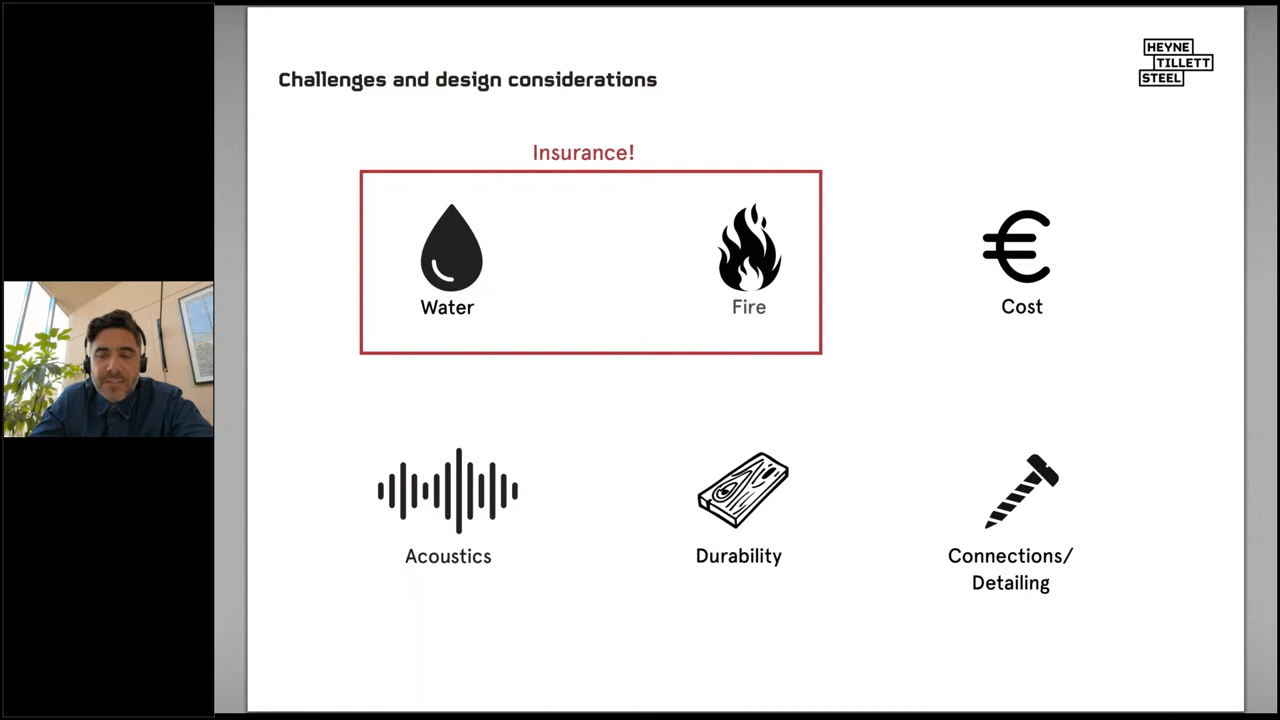 Challenges and design considerations
HEYNE
TILLETT
STEEL
Insurance!
Water
Fire
Cost
Acoustics
Durability
Connections/
Detailing